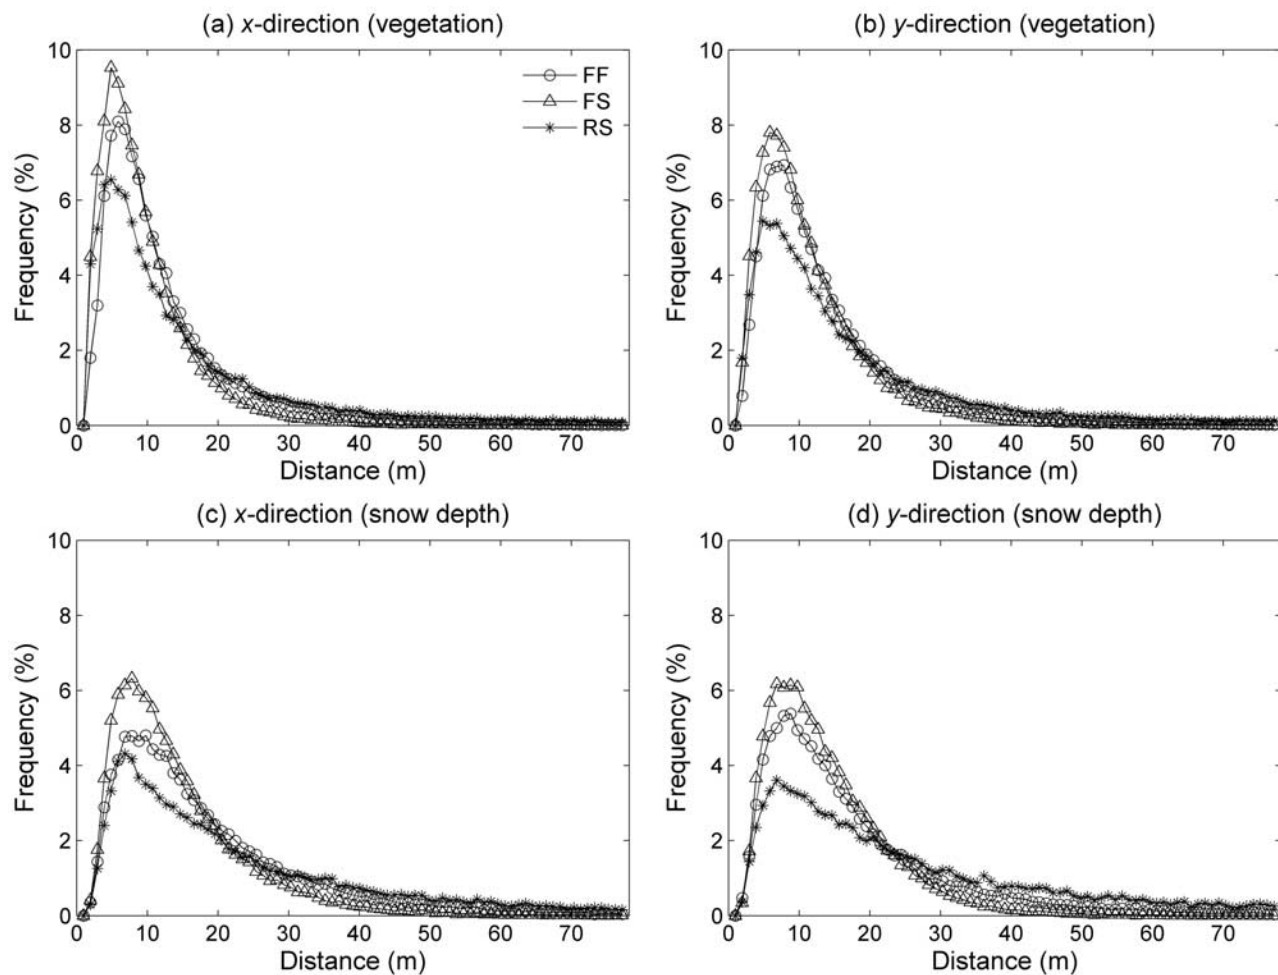 (a) x-direction (vegetation)
10
8
6
4
2
0
Frequency (%)
FF
FS
RS
0 10 20 30 40 50 60 70
Distance (m)
(b) y-direction (vegetation)
10
8
6
4
2
0
Frequency (%)
0 10 20 30 40 50 60 70
Distance (m)
(c) x-direction (snow depth)
10
8
6
4
2
0
Frequency (%)
0 10 20 30 40 50 60 70
Distance (m)
(d) y-direction (snow depth)
10
8
6
4
2
0
Frequency (%)
0 10 20 30 40 50 60 70
Distance (m)